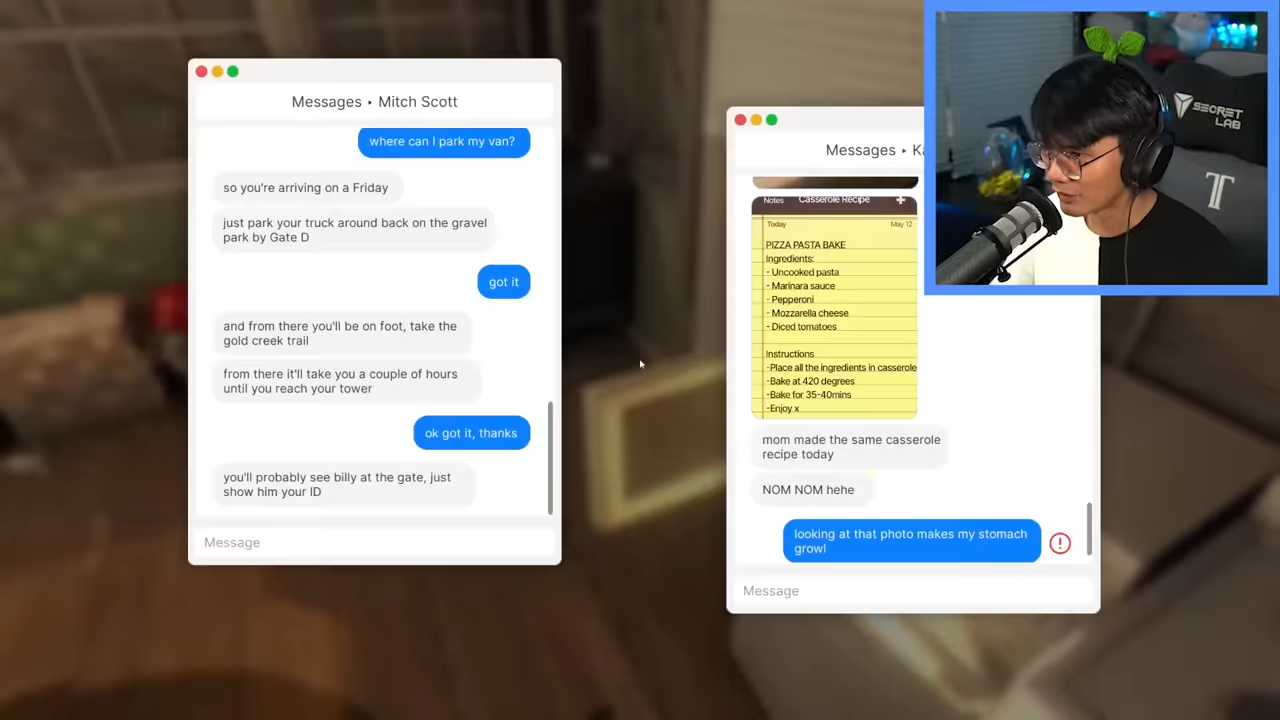 Messages ▸ Mitch Scott
where can I park my van?
so you're arriving on a Friday
just park your truck around back on the gravel
park by Gate D
got it
and from there you'll be on foot, take the
gold creek trail
from there it'll take you a couple of hours
until you reach your tower
ok got it, thanks
you'll probably see billy at the gate, just
show him your ID
Message
Messages ▸ Ka
Notes Casserole Recipe +
Today May 12
PIZZA PASTA BAKE
Ingredients:
- Uncooked pasta
- Marinara sauce
- Pepperoni
- Mozzarella cheese
- Diced tomatoes
Instructions
-Place all the ingredients in casserole
-Bake at 420 degrees
-Bake for 35-40mins
-Enjoy x
mom made the same casserole
recipe today
NOM NOM hehe
looking at that photo makes my stomach
growl
!
Message
SECRET
LAB